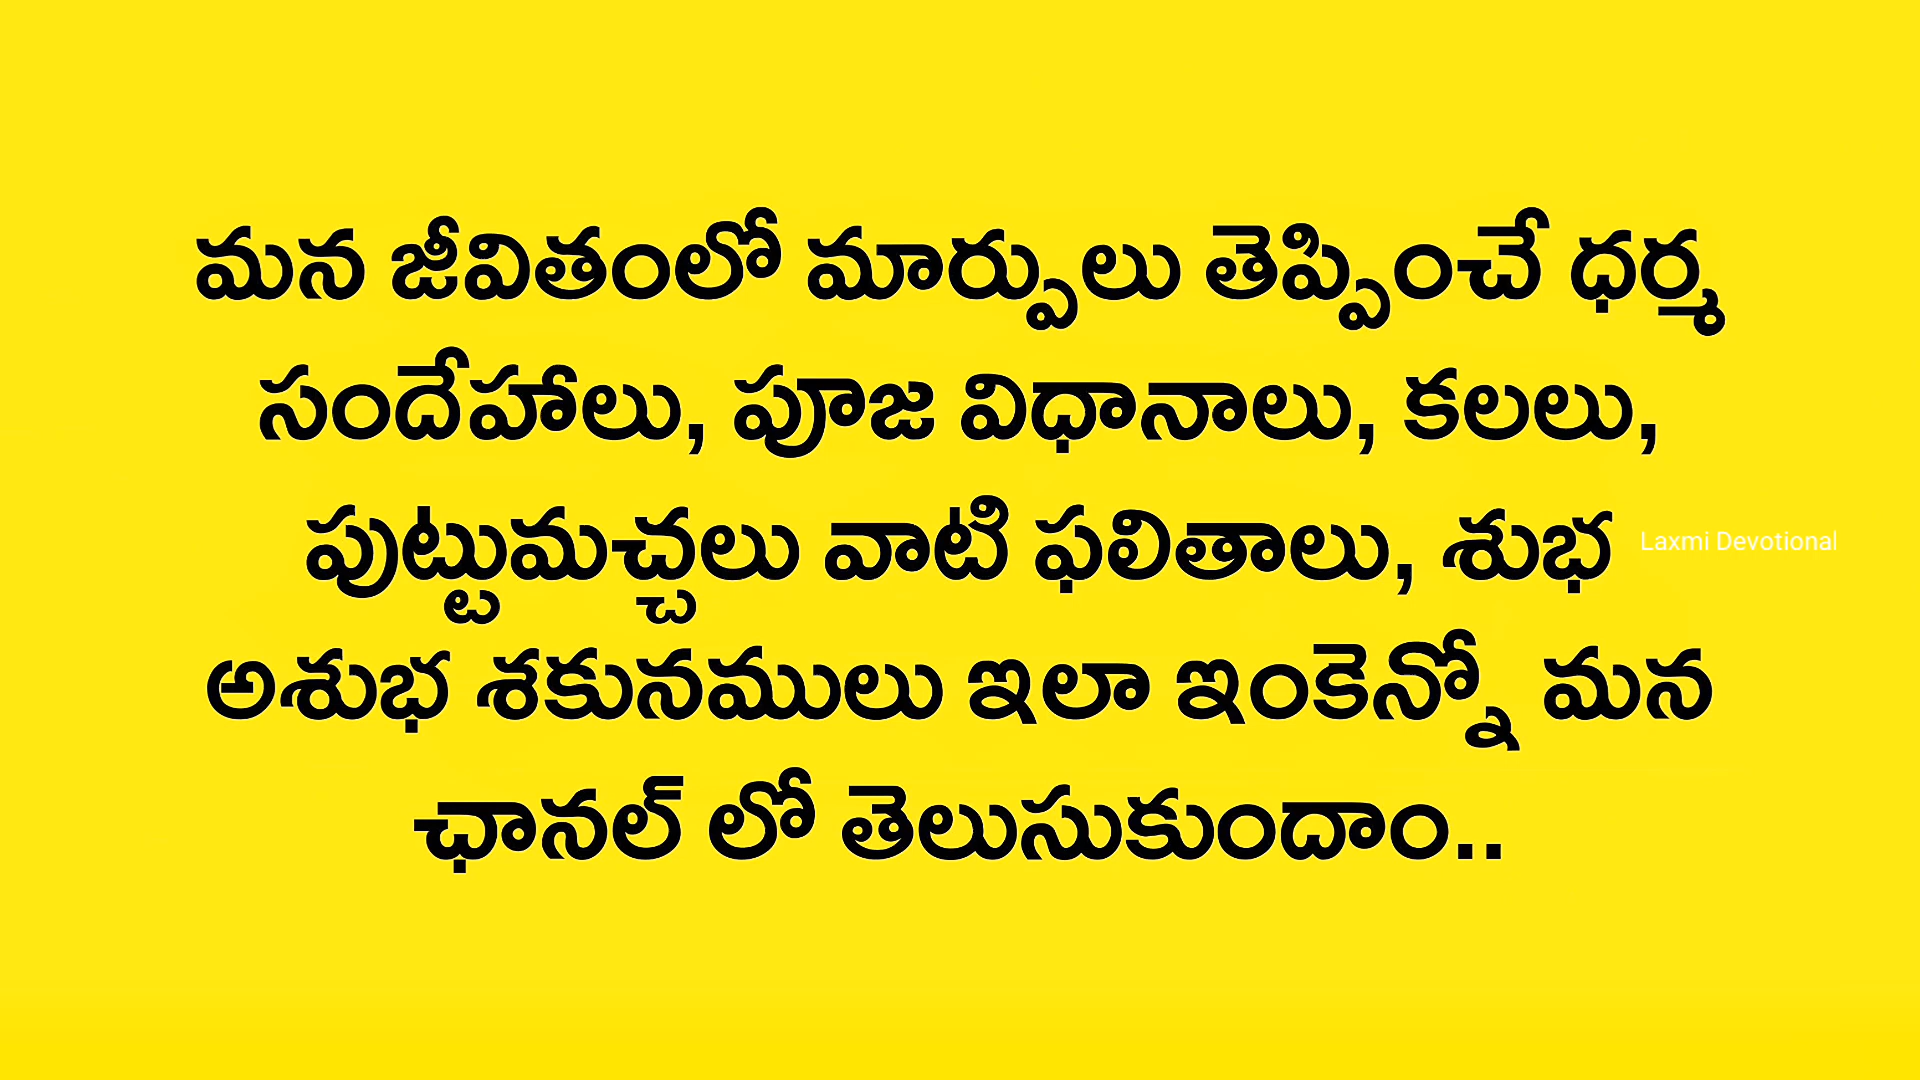 మన జీవితంలో మార్పులు తెప్పించే ధర్మ
సందేహాలు, పూజ విధానాలు, కలలు,
పుట్టుమచ్చలు వాటి ఫలితాలు, శుభ
Laxmi Devotional
అశుభ శకునములు ఇలా ఇంకెన్నో మన
ఛానల్ లో తెలుసుకుందాం..